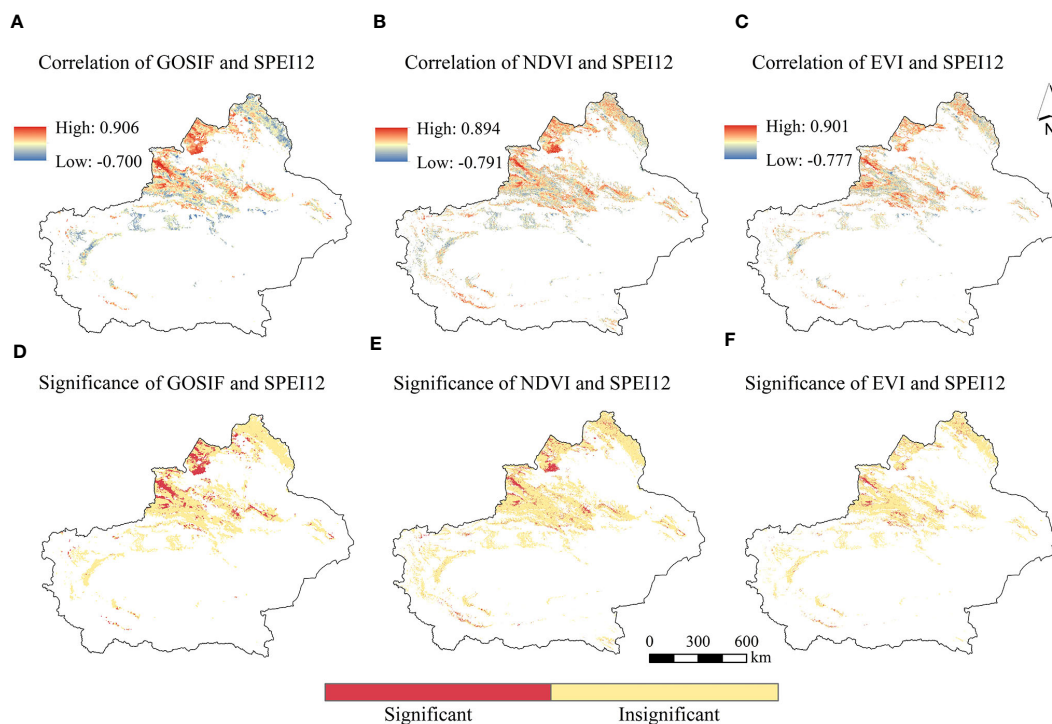 A
B
C
Correlation of GOSIF and SPEI12
Correlation of NDVI and SPEI12
Correlation of EVI and SPEI12
High: 0.906
Low: -0.700
High: 0.894
Low: -0.791
High: 0.901
Low: -0.777
N
D
E
F
Significance of GOSIF and SPEI12
Significance of NDVI and SPEI12
Significance of EVI and SPEI12
0 300 600
km
Significant
Insignificant